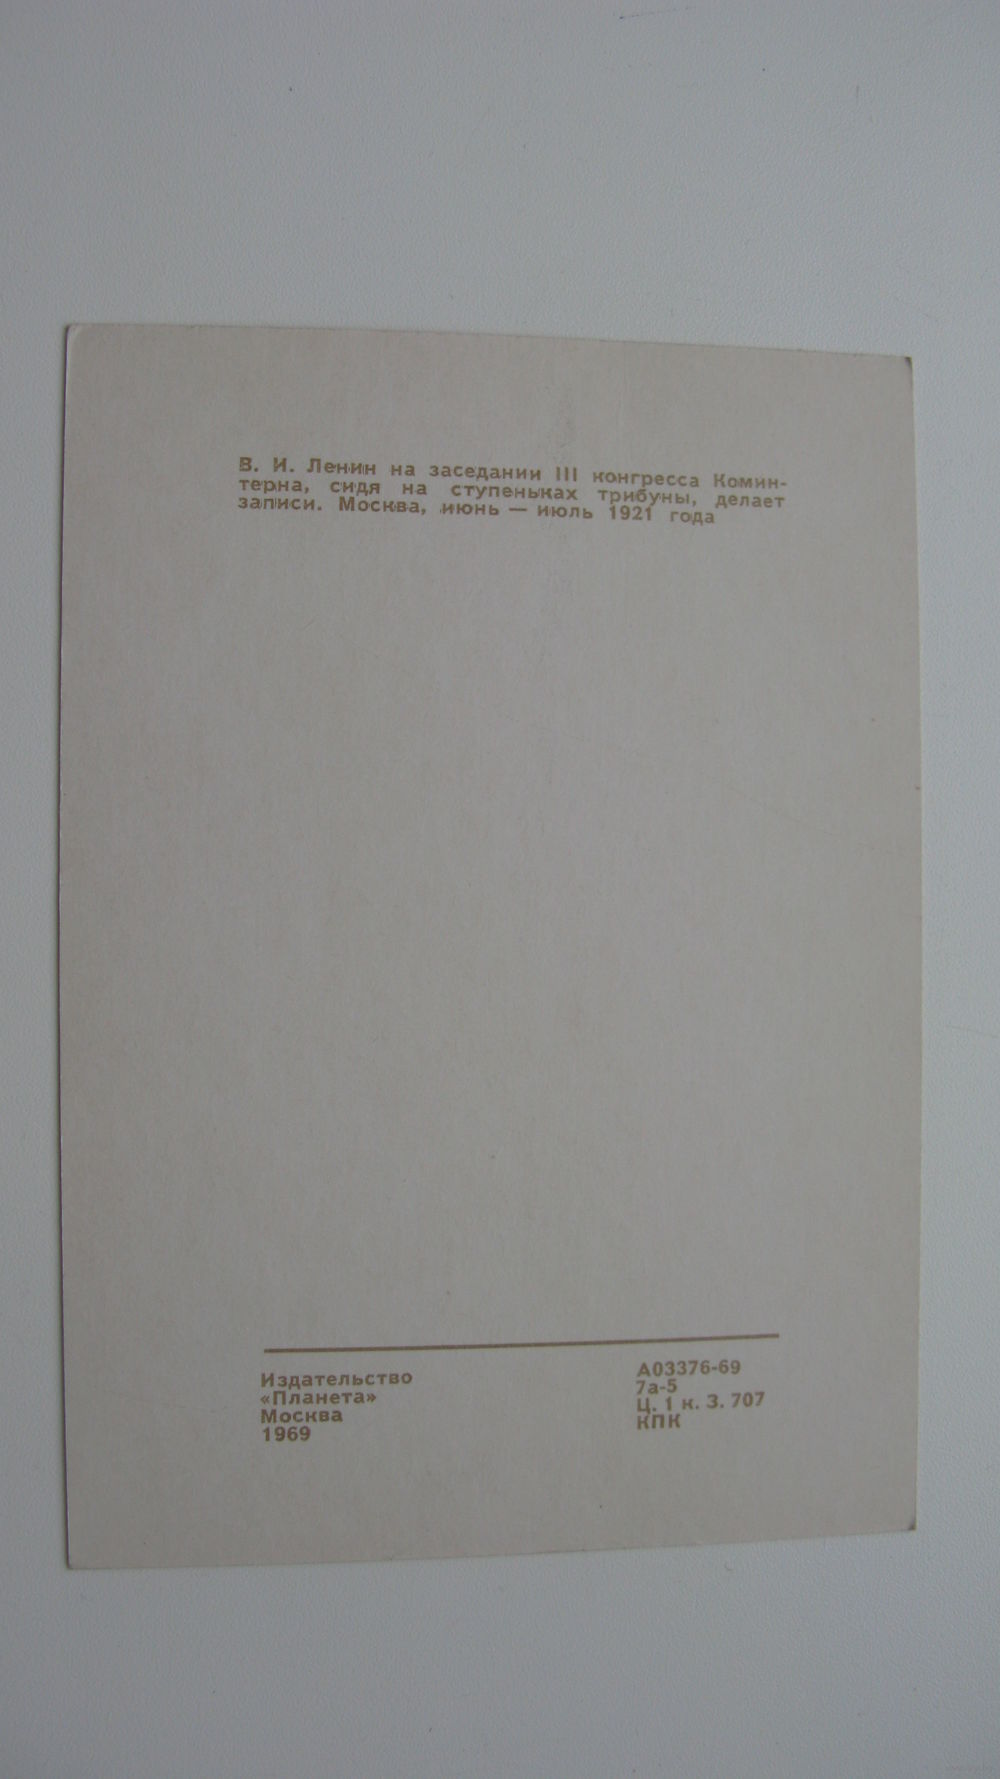 В. И. Ленин на заседании III конгресса Комин-
терна, сидя на ступеньках трибуны, делает
записи. Москва, июнь — июль 1921 года
Издательство
«Планета»
Москва
1969
А03376-69
7а-5
Ц. 1 к. З. 707
КПК